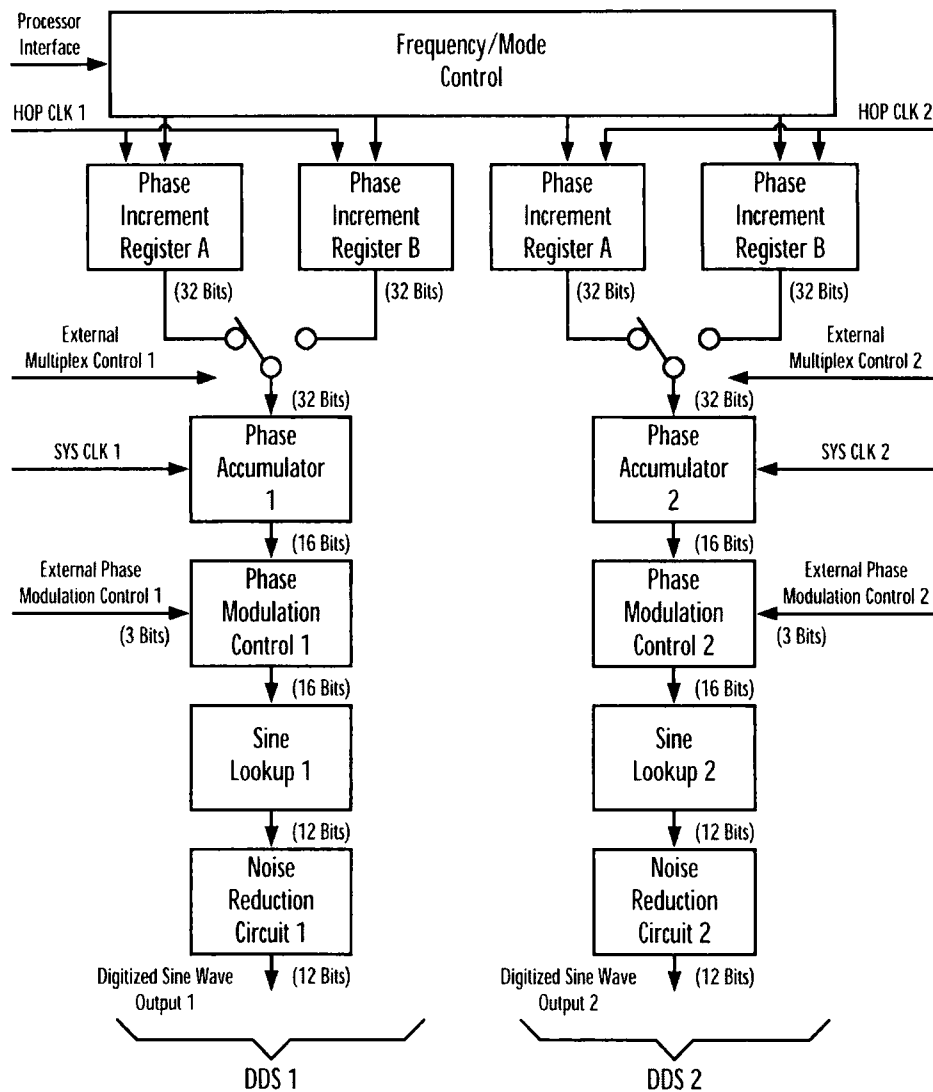 Processor
Interface
Frequency/Mode
Control
HOP CLK 1
HOP CLK 2
Phase
Increment
Register A
Phase
Increment
Register B
Phase
Increment
Register A
Phase
Increment
Register B
(32 Bits)
(32 Bits)
(32 Bits)
(32 Bits)
External
Multiplex Control 1
External
Multiplex Control 2
(32 Bits)
(32 Bits)
SYS CLK 1
Phase
Accumulator
1
Phase
Accumulator
2
SYS CLK 2
(16 Bits)
(16 Bits)
External Phase
Modulation Control 1
(3 Bits)
Phase
Modulation
Control 1
Phase
Modulation
Control 2
External Phase
Modulation Control 2
(3 Bits)
(16 Bits)
(16 Bits)
Sine
Lookup 1
Sine
Lookup 2
(12 Bits)
(12 Bits)
Noise
Reduction
Circuit 1
Noise
Reduction
Circuit 2
Digitized Sine Wave
Output 1
(12 Bits)
Digitized Sine Wave
Output 2
(12 Bits)
DDS 1
DDS 2